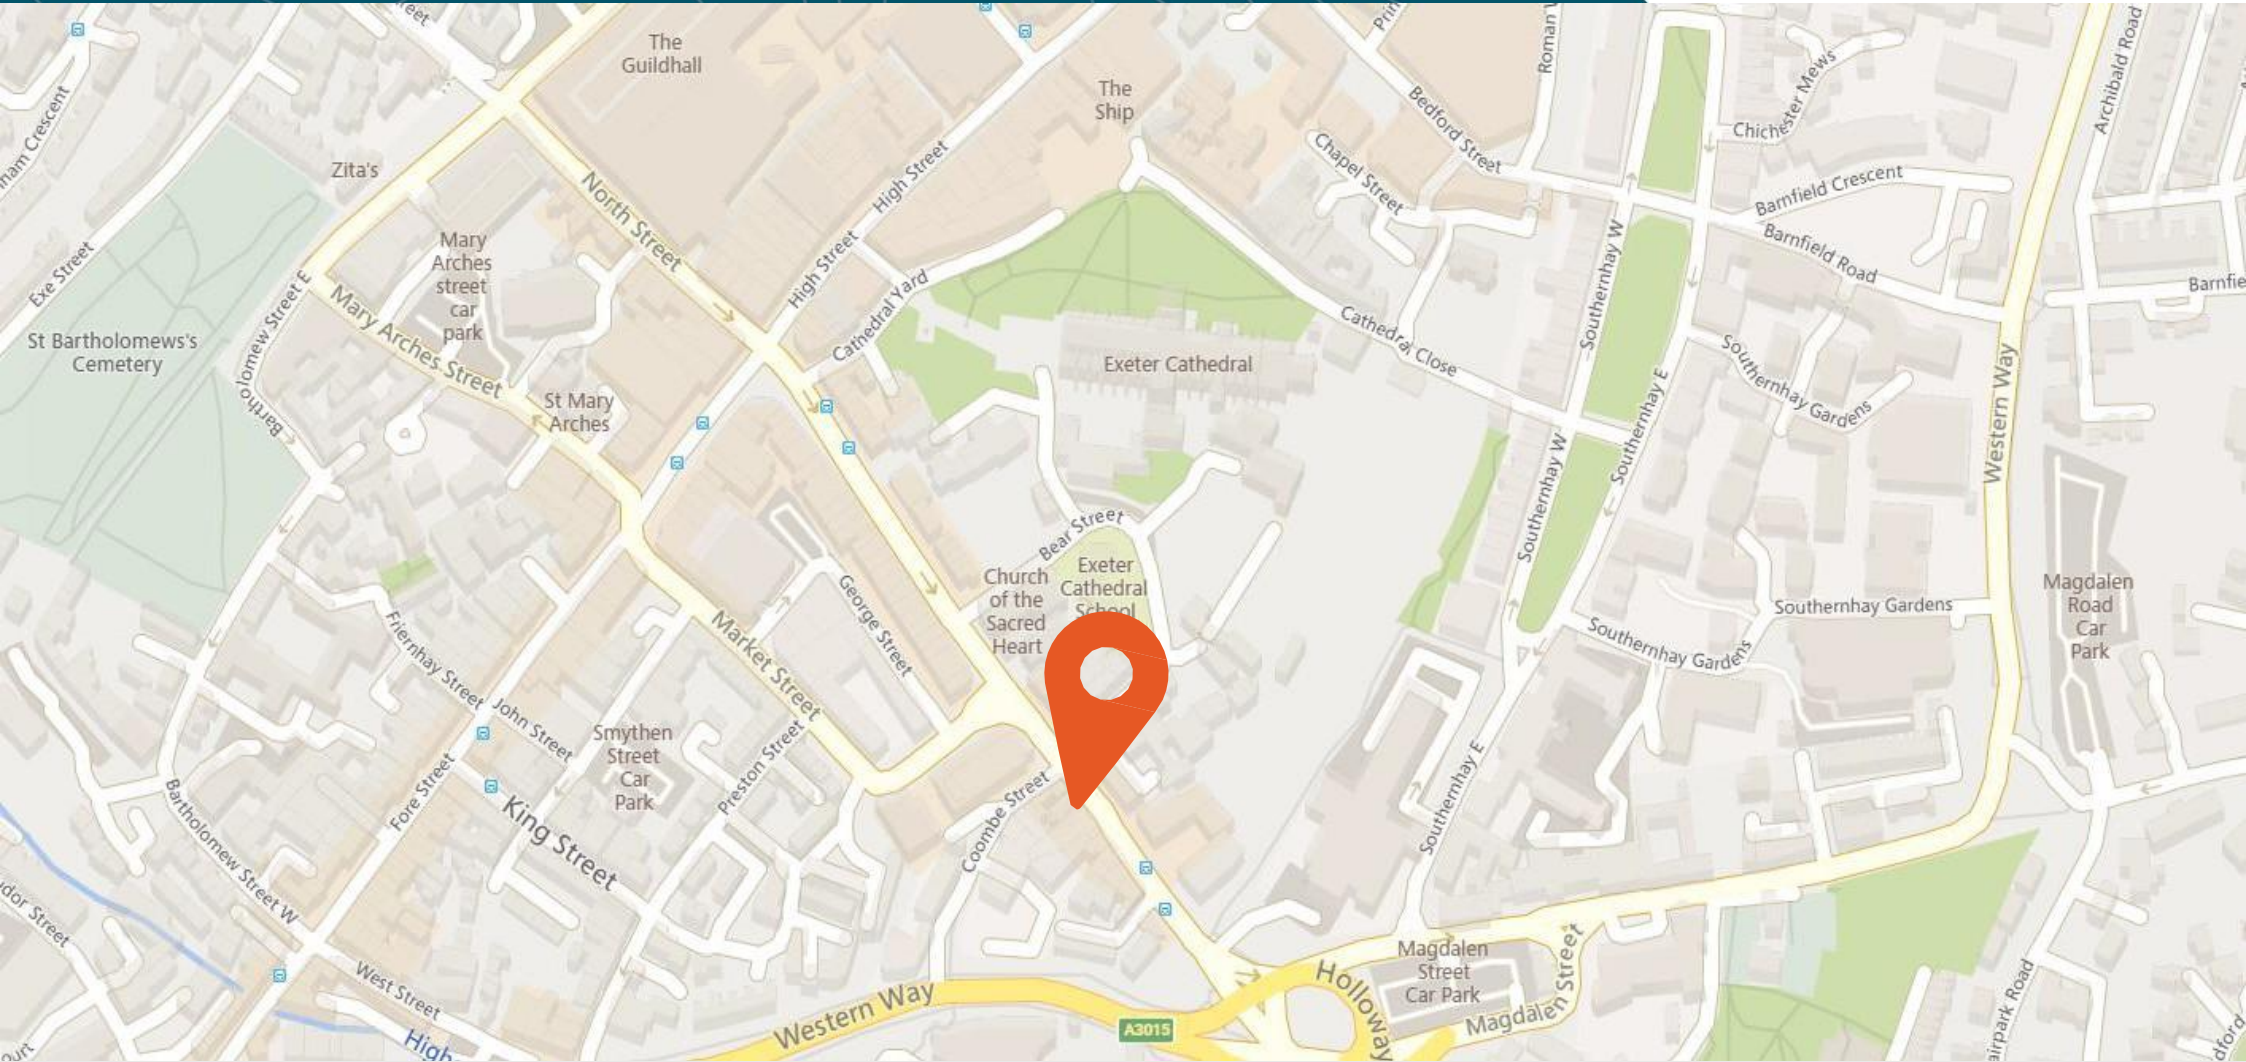 The
Guildhall
The
Ship
Roman
Archibald Road
Chichester Mews
Bedford Street
Chapel Street
Zita's
High Street
North Street
Barnfield Crescent
Barnfield Road
Exe Street
Mary
Arches
street
car
park
High Street
Cathedral Yard
Southernhay W
St Bartholomews's
Cemetery
Bartholomew Street E
Mary Arches Street
Exeter Cathedral
Cathedral Close
Southernhay Gardens
Southernhay E
Western Way
St Mary
Arches
Southernhay W
Bear Street
Church
of the
Sacred
Heart
Exeter
Cathedral
School
George Street
Friernhay Street
Market Street
Southernhay Gardens
Southernhay Gardens
Magdalen
Road
Car
Park
John Street
Smythen
Street
Car
Park
Preston Street
Fore Street
King Street
Coombe Street
Southernhay E
Bartholomew Street W
West Street
Western Way
A3015
Holloway
Magdalen
Street
Car Park
Magdalen Street